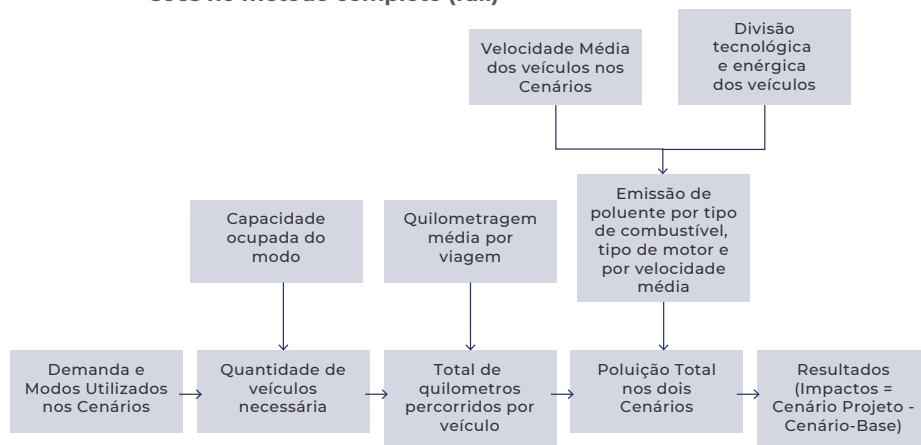 Velocidade Média
dos veículos nos
Cenários
Divisão
tecnológica
e enérgica
dos veículos
Capacidade
ocupada do
modo
Quilometragem
média por
viagem
Emissão de
poluente por tipo
de combustível,
tipo de motor e
por velocidade
média
Demanda e
Modos Utilizados
nos Cenários
Quantidade de
veículos
necessária
Total de
quilometros
percorridos por
veículo
Poluição Total
nos dois
Cenários
Resultados
(Impactos =
Cenário Projeto -
Cenário-Base)